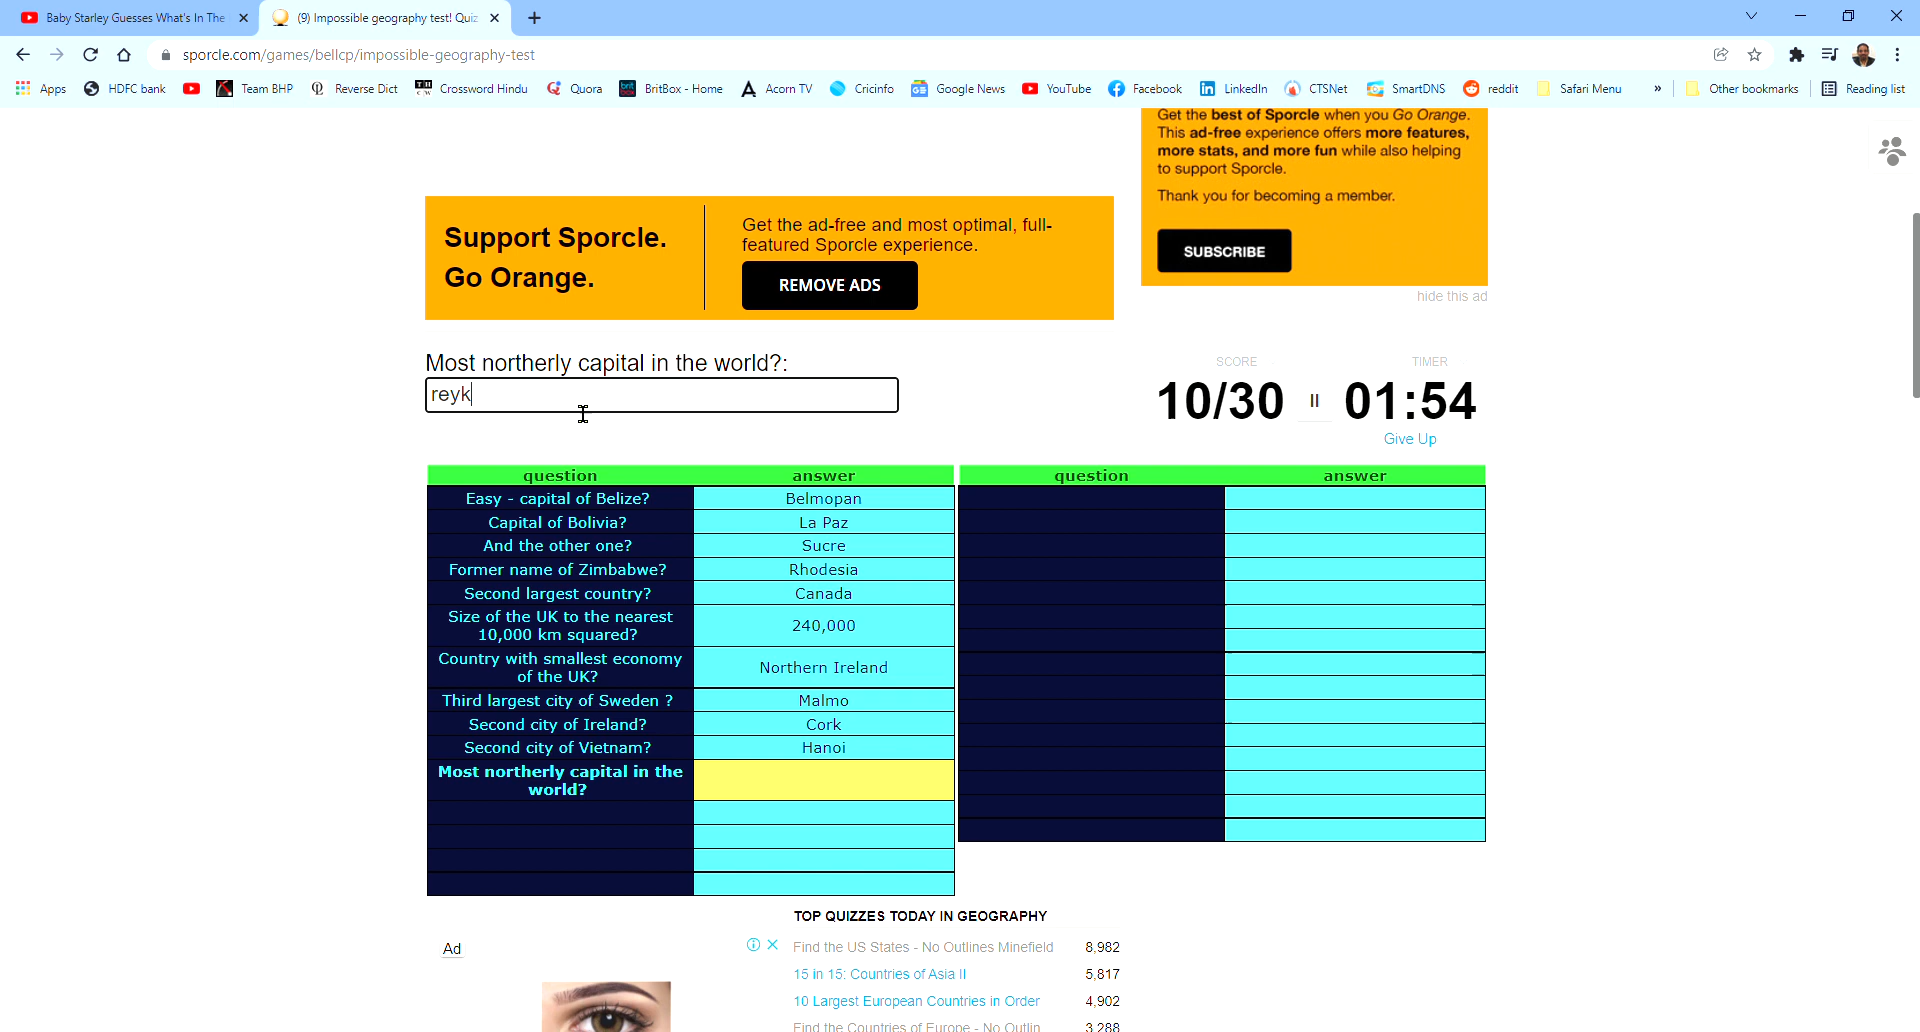 Baby Starley Guesses What's In The
(9) Impossible geography test! Quiz
sporcle.com/games/bellcp/impossible-geography-test
Apps HDFC bank Team BHP Reverse Dict Crossword Hindu Quora BritBox - Home Acorn TV Cricinfo Google News YouTube Facebook LinkedIn CTSNet SmartDNS reddit Safari Menu » Other bookmarks Reading list
Get the best of Sporcle when you Go Orange.
This ad-free experience offers more features,
more stats, and more fun while also helping
to support Sporcle.
Thank you for becoming a member.
SUBSCRIBE
hide this ad
Support Sporcle.
Go Orange.
Get the ad-free and most optimal, full-
featured Sporcle experience.
REMOVE ADS
Most northerly capital in the world?:
reyk
SCORE
10/30
TIMER
01:54
Give Up
question answer question answer
Easy - capital of Belize? Belmopan
Capital of Bolivia? La Paz
And the other one? Sucre
Former name of Zimbabwe? Rhodesia
Second largest country? Canada
Size of the UK to the nearest
10,000 km squared? 240,000
Country with smallest economy
of the UK? Northern Ireland
Third largest city of Sweden ? Malmo
Second city of Ireland? Cork
Second city of Vietnam? Hanoi
Most northerly capital in the
world?
Ad
TOP QUIZZES TODAY IN GEOGRAPHY
Find the US States - No Outlines Minefield 8,982
15 in 15: Countries of Asia II 5,817
10 Largest European Countries in Order 4,902
Find the Countries of Europe - No Outlin 3,288